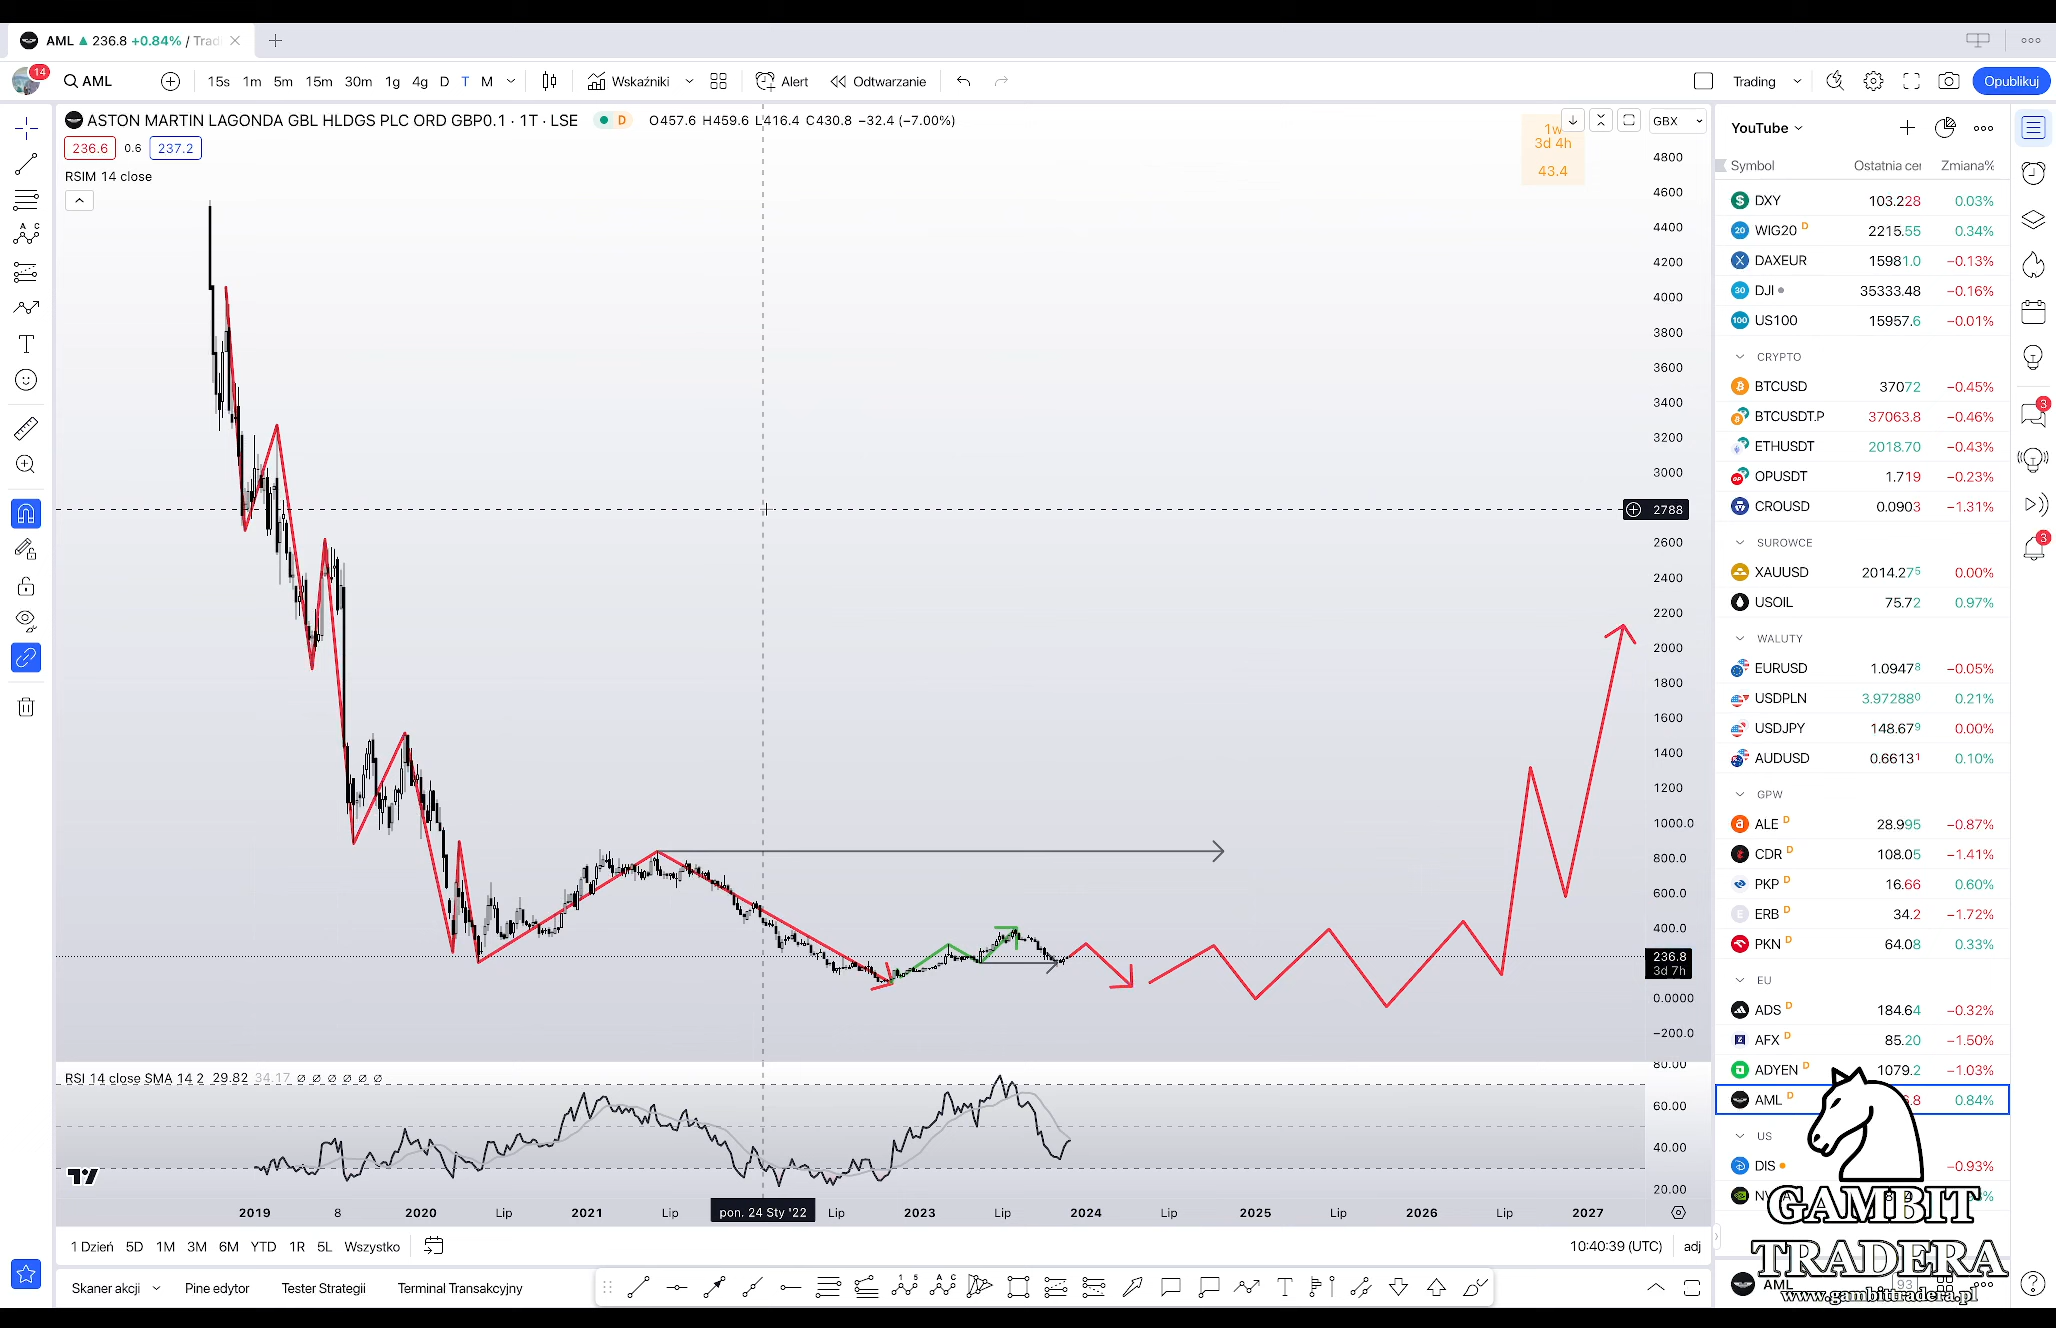 AML ▲ 236.8 +0.84% / Trad
14
AML
15s 1m 5m 15m 30m 1g 4g D T M
Wskaźniki
Alert
Odtwarzanie
Trading
Opublikuj
ASTON MARTIN LAGONDA GBL HLDGS PLC ORD GBP0.1 · 1T · LSE
D
O457.6 H459.6 L416.4 C430.8 −32.4 (−7.00%)
236.6 0.6 237.2
RSIM 14 close
1w
3d 4h
43.4
GBX
4800
4600
4400
4200
4000
3800
3600
3400
3200
3000
2788
2600
2400
2200
2000
1800
1600
1400
1200
1000.0
800.0
600.0
400.0
236.8
3d 7h
0.0000
−200.0
RSI 14 close SMA 14 2 29.82 34.17 ∅ ∅ ∅ ∅ ∅ ∅
80.00
60.00
40.00
20.00
2019 8 2020 Lip 2021 Lip pon. 24 Sty '22 Lip 2023 Lip 2024 Lip 2025 Lip 2026 Lip 2027
1 Dzień 5D 1M 3M 6M YTD 1R 5L Wszystko
10:40:39 (UTC) adj
Skaner akcji Pine edytor Tester Strategii Terminal Transakcyjny
YouTube
Symbol Ostatnia cer Zmiana%
DXY 103.228 0.03%
WIG20 D 2215.55 0.34%
DAXEUR 15981.0 −0.13%
DJI 35333.48 −0.16%
US100 15957.6 −0.01%
CRYPTO
BTCUSD 37072 −0.45%
BTCUSDT.P 37063.8 −0.46%
ETHUSDT 2018.70 −0.43%
OPUSDT 1.719 −0.23%
CROUSD 0.0903 −1.31%
SUROWCE
XAUUSD 2014.275 0.00%
USOIL 75.72 0.97%
WALUTY
EURUSD 1.09478 −0.05%
USDPLN 3.972880 0.21%
USDJPY 148.679 0.00%
AUDUSD 0.66131 0.10%
GPW
ALE D 28.995 −0.87%
CDR D 108.05 −1.41%
PKP D 16.66 0.60%
ERB D 34.2 −1.72%
PKN D 64.08 0.33%
EU
ADS D 184.64 −0.32%
AFX D 85.20 −1.50%
ADYEN D 1079.2 −1.03%
AML D 0.84%
US
DIS −0.93%
GAMBIT
TRADERA
AML
www.gambittradera.pl
3
3